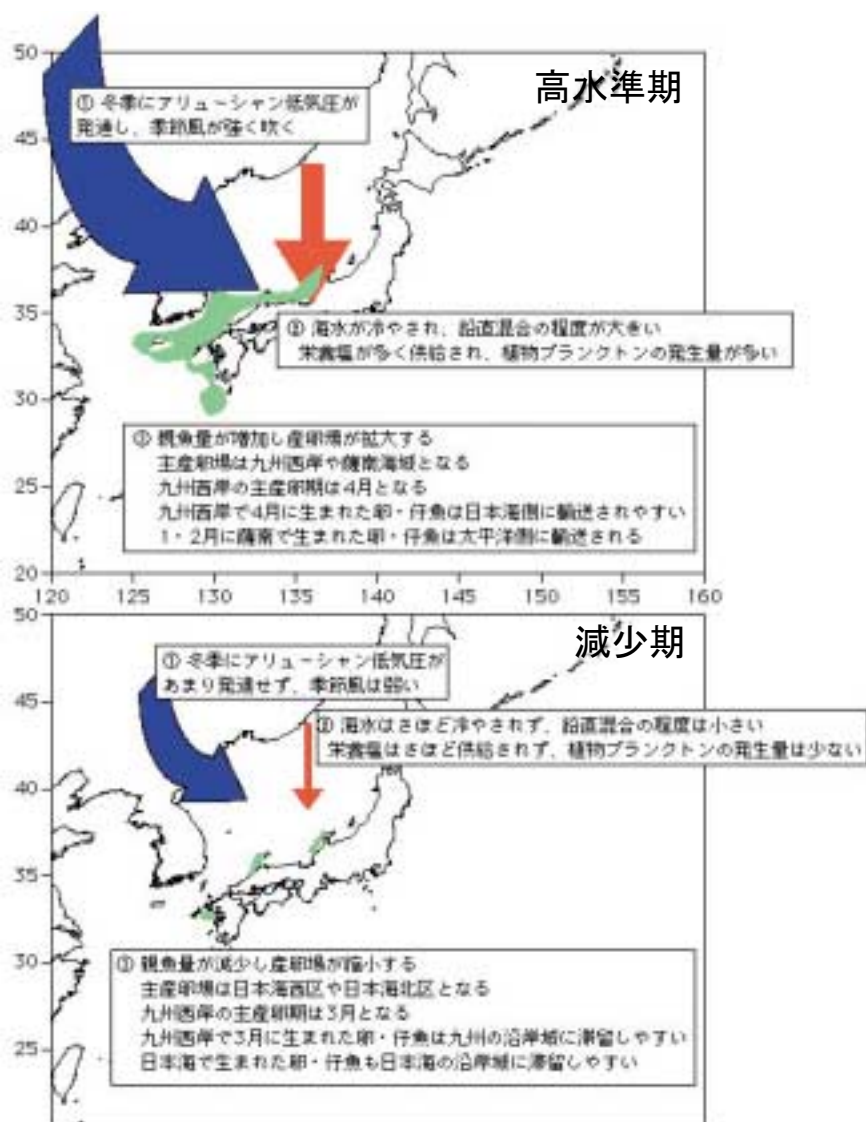 高水準期
50
① 冬季にアリューシャン低気圧が
発達し、季節風が強く吹く
45
40
35
② 海水が冷やされ、鉛直混合の程度が大きい
栄養塩が多く供給され、植物プランクトンの発生量が多い
30
③ 親魚量が増加し産卵場が拡大する
主産卵場は九州西岸や薩南海域となる
九州西岸の主産卵期は4月となる
九州西岸で4月に生まれた卵・仔魚は日本海側に輸送されやすい
1・2月に薩南で生まれた卵・仔魚は太平洋側に輸送される
25
20
120 125 130 135 140 145 150 155 160
50
減少期
① 冬季にアリューシャン低気圧が
あまり発達せず、季節風は弱い
45
② 海水はさほど冷やされず、鉛直混合の程度は小さい
栄養塩はさほど供給されず、植物プランクトンの発生量は少ない
40
35
30
③ 親魚量が減少し産卵場が縮小する
主産卵場は日本海西区や日本海北区となる
九州西岸の主産卵期は3月となる
九州西岸で3月に生まれた卵・仔魚は九州の沿岸域に滞留しやすい
日本海で生まれた卵・仔魚も日本海の沿岸域に滞留しやすい
25